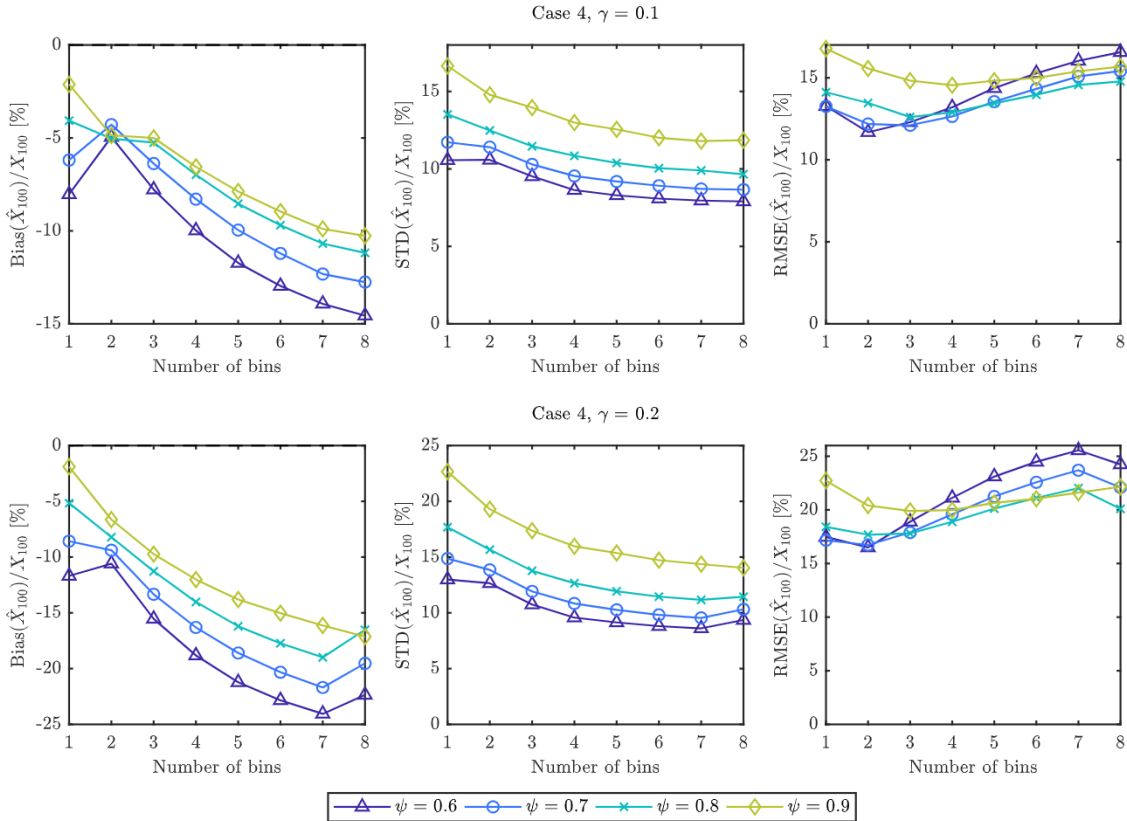 Case 4, γ = 0.1
Bias(X̂₁₀₀)/X₁₀₀ [%]
0
-5
-10
-15
1 2 3 4 5 6 7 8
Number of bins
STD(X̂₁₀₀)/X₁₀₀ [%]
15
10
5
0
1 2 3 4 5 6 7 8
Number of bins
RMSE(X̂₁₀₀)/X₁₀₀ [%]
15
10
5
0
1 2 3 4 5 6 7 8
Number of bins
Case 4, γ = 0.2
Bias(X̂₁₀₀)/X₁₀₀ [%]
0
-5
-10
-15
-20
-25
1 2 3 4 5 6 7 8
Number of bins
STD(X̂₁₀₀)/X₁₀₀ [%]
25
20
15
10
5
0
1 2 3 4 5 6 7 8
Number of bins
RMSE(X̂₁₀₀)/X₁₀₀ [%]
25
20
15
10
5
0
1 2 3 4 5 6 7 8
Number of bins
ψ = 0.6 ψ = 0.7 ψ = 0.8 ψ = 0.9